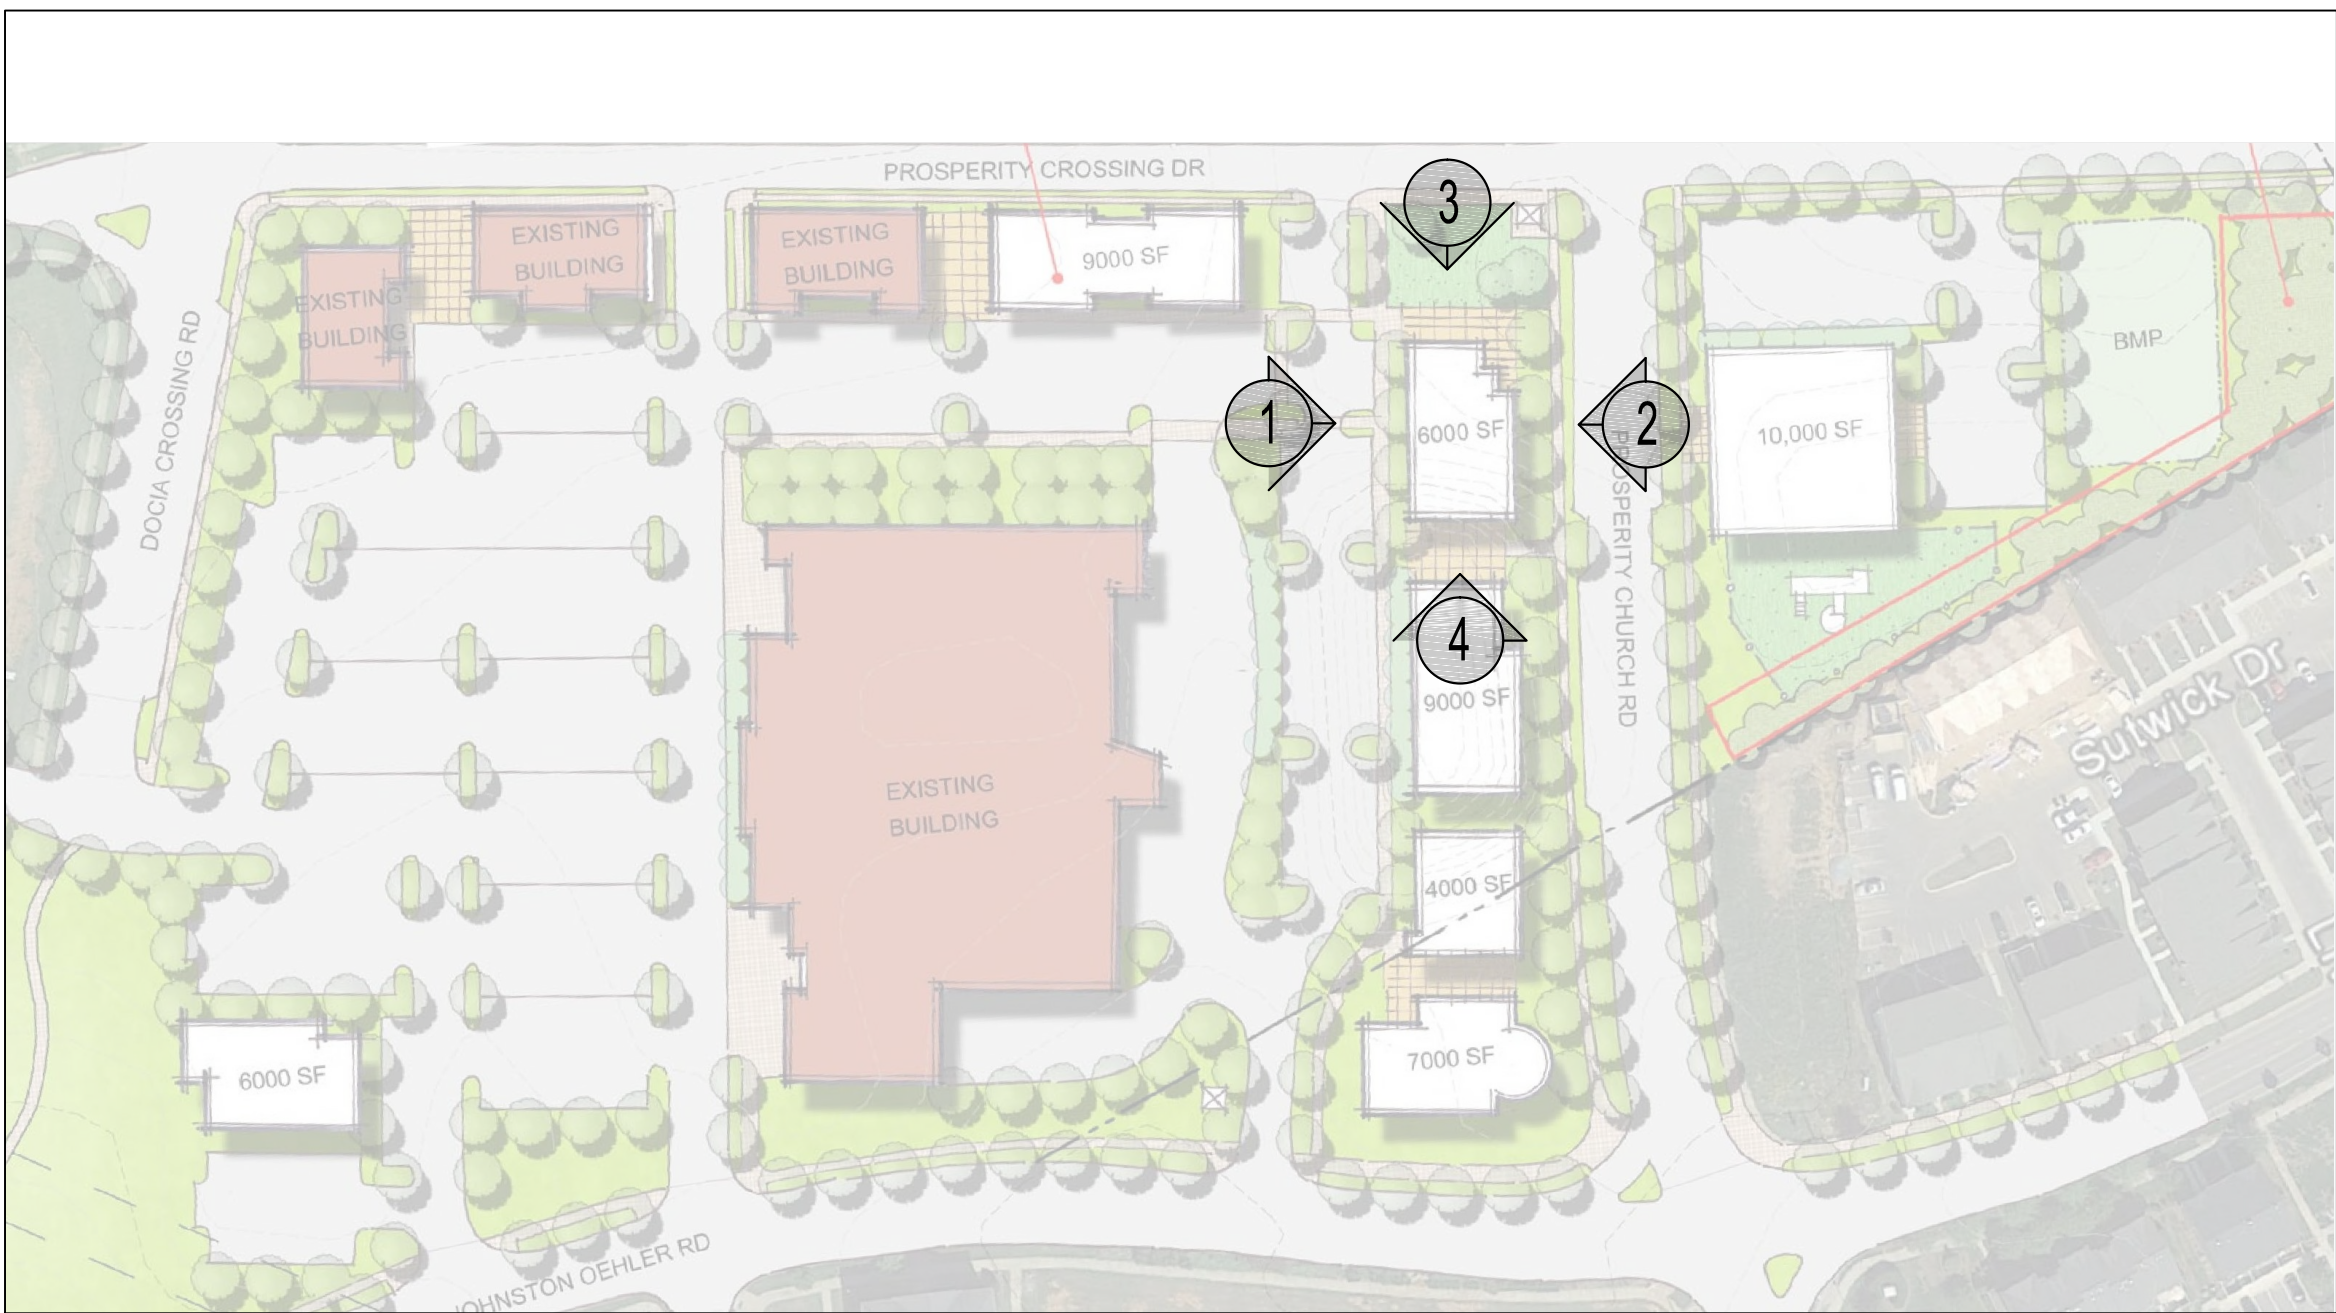 PROSPERITY CROSSING DR
3
EXISTING
BUILDING
EXISTING
BUILDING
9000 SF
EXISTING
BUILDING
BMP
DOCIA CROSSING RD
1
6000 SF
2
10,000 SF
PROSPERITY CHURCH RD
4
9000 SF
Sutwick Dr
EXISTING
BUILDING
4000 SF
7000 SF
6000 SF
JOHNSTON OEHLER RD